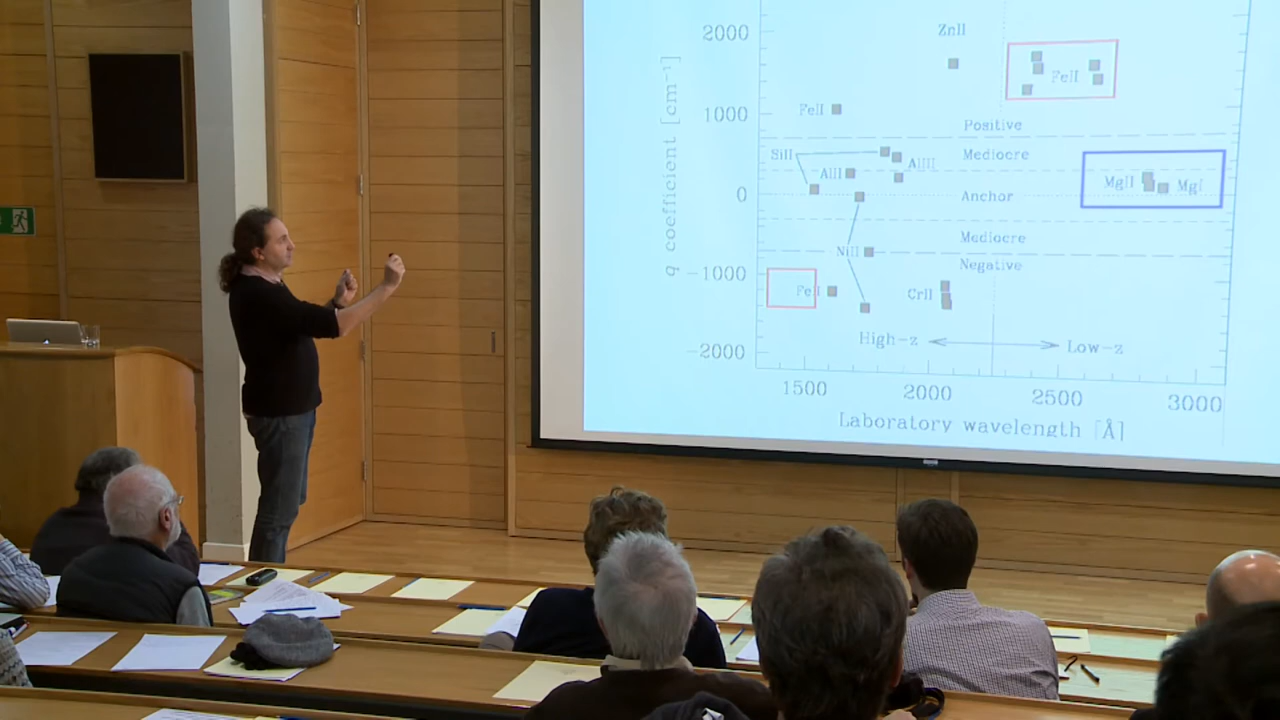 2000
ZnII
FeII
1000
FeII
Positive
SiII
Mediocre
AlIII
AlII
MgII
MgI
0
Anchor
Mediocre
NiII
Negative
-1000
FeII
CrII
High-z
Low-z
-2000
1500
2000
2500
3000
q coefficient [cm⁻¹]
Laboratory wavelength [Å]